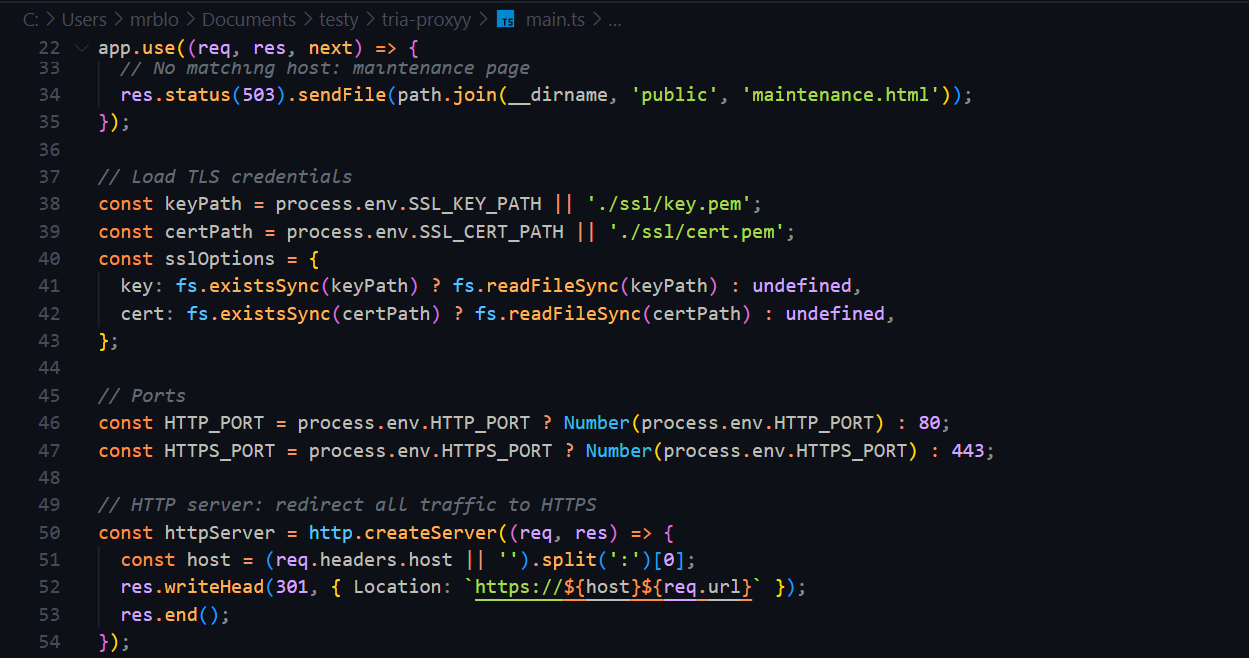 C: > Users > mrblo > Documents > testy > tria-proxyy > TS main.ts > ...
22 app.use((req, res, next) => {
33 // No matching host: maintenance page
34 res.status(503).sendFile(path.join(__dirname, 'public', 'maintenance.html'));
35 });
36
37 // Load TLS credentials
38 const keyPath = process.env.SSL_KEY_PATH || './ssl/key.pem';
39 const certPath = process.env.SSL_CERT_PATH || './ssl/cert.pem';
40 const sslOptions = {
41 key: fs.existsSync(keyPath) ? fs.readFileSync(keyPath) : undefined,
42 cert: fs.existsSync(certPath) ? fs.readFileSync(certPath) : undefined,
43 };
44
45 // Ports
46 const HTTP_PORT = process.env.HTTP_PORT ? Number(process.env.HTTP_PORT) : 80;
47 const HTTPS_PORT = process.env.HTTPS_PORT ? Number(process.env.HTTPS_PORT) : 443;
48
49 // HTTP server: redirect all traffic to HTTPS
50 const httpServer = http.createServer((req, res) => {
51 const host = (req.headers.host || '').split(':')[0];
52 res.writeHead(301, { Location: `https://${host}${req.url}` });
53 res.end();
54 });